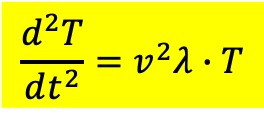 d²T/dt² = v²λ · T